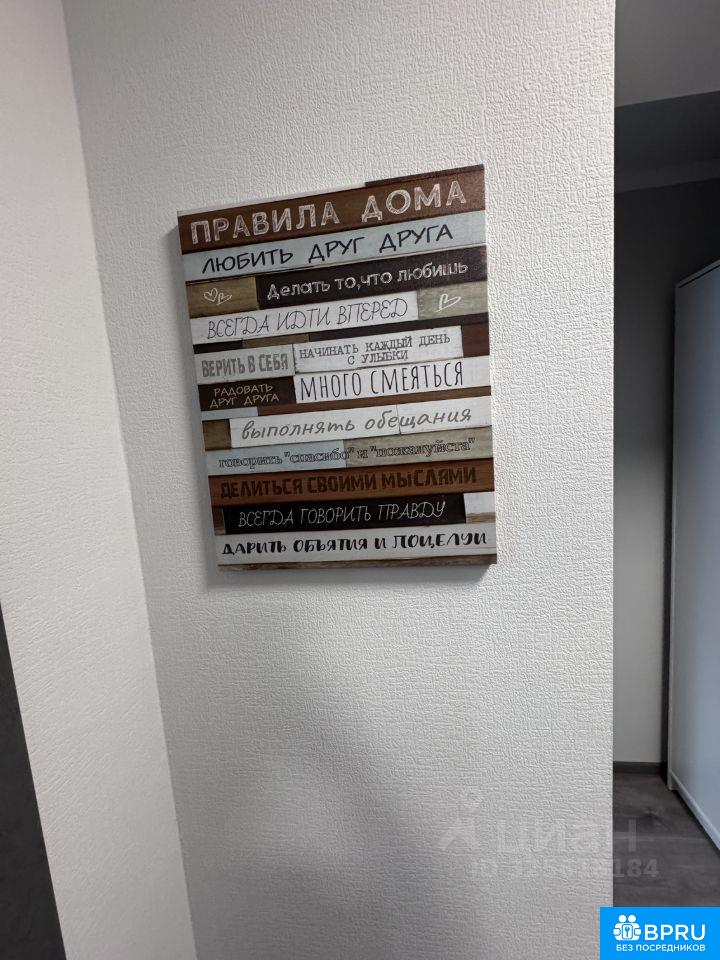 ПРАВИЛА ДОМА
ЛЮБИТЬ ДРУГ ДРУГА
Делать то, что любишь
ВСЕГДА ИДТИ ВПЕРЕД
ВЕРИТЬ В СЕБЯ
НАЧИНАТЬ КАЖДЫЙ ДЕНЬ
С УЛЫБКИ
РАДОВАТЬ
ДРУГ ДРУГА
МНОГО СМЕЯТЬСЯ
выполнять обещания
говорить "спасибо" и "пожалуйста"
ДЕЛИТЬСЯ СВОИМИ МЫСЛЯМИ
ВСЕГДА ГОВОРИТЬ ПРАВДУ
ДАРИТЬ ОБЪЯТИЯ И ПОЦЕЛУИ
циан
ID
BPRU
БЕЗ ПОСРЕДНИКОВ